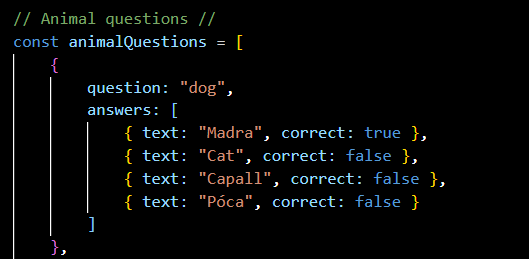 // Animal questions //
const animalQuestions = [
{
question: "dog",
answers: [
{ text: "Madra", correct: true },
{ text: "Cat", correct: false },
{ text: "Capall", correct: false },
{ text: "Póca", correct: false }
]
},